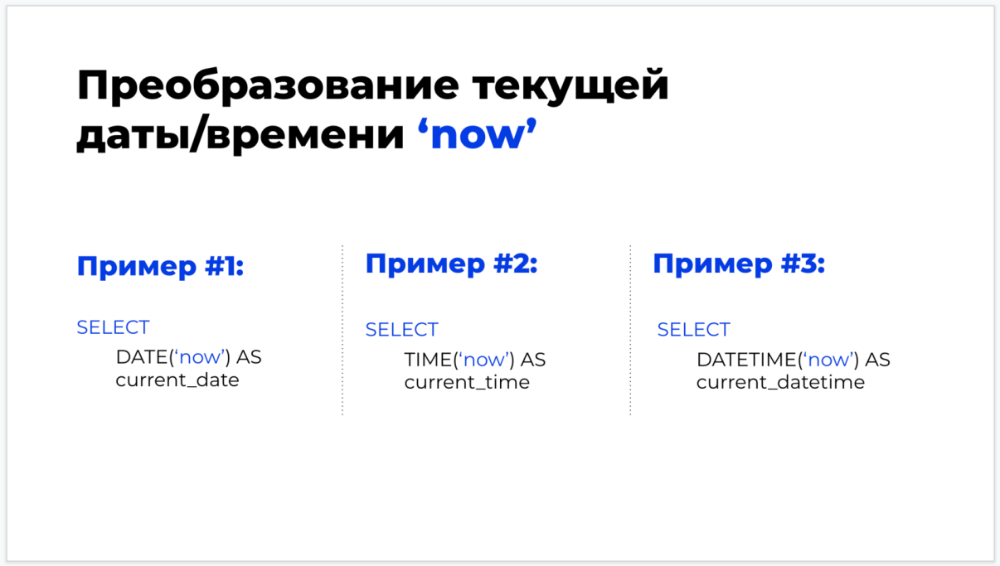 Преобразование текущей
даты/времени ‘now’
Пример #1:
SELECT
DATE(‘now’) AS
current_date
Пример #2:
SELECT
TIME(‘now’) AS
current_time
Пример #3:
SELECT
DATETIME(‘now’) AS
current_datetime